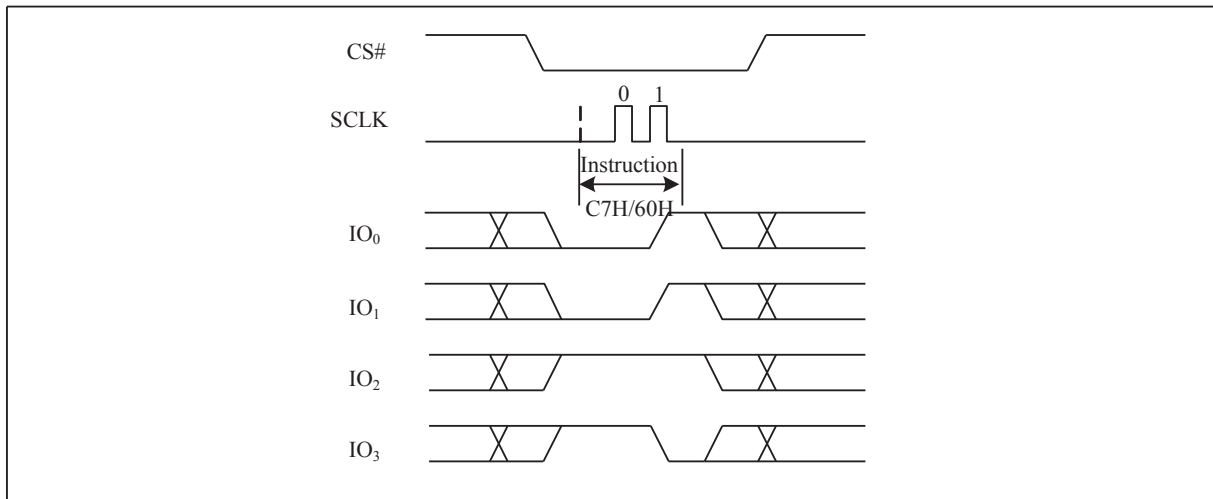 CS#
0 1
SCLK
Instruction
C7H/60H
IO0
IO1
IO2
IO3